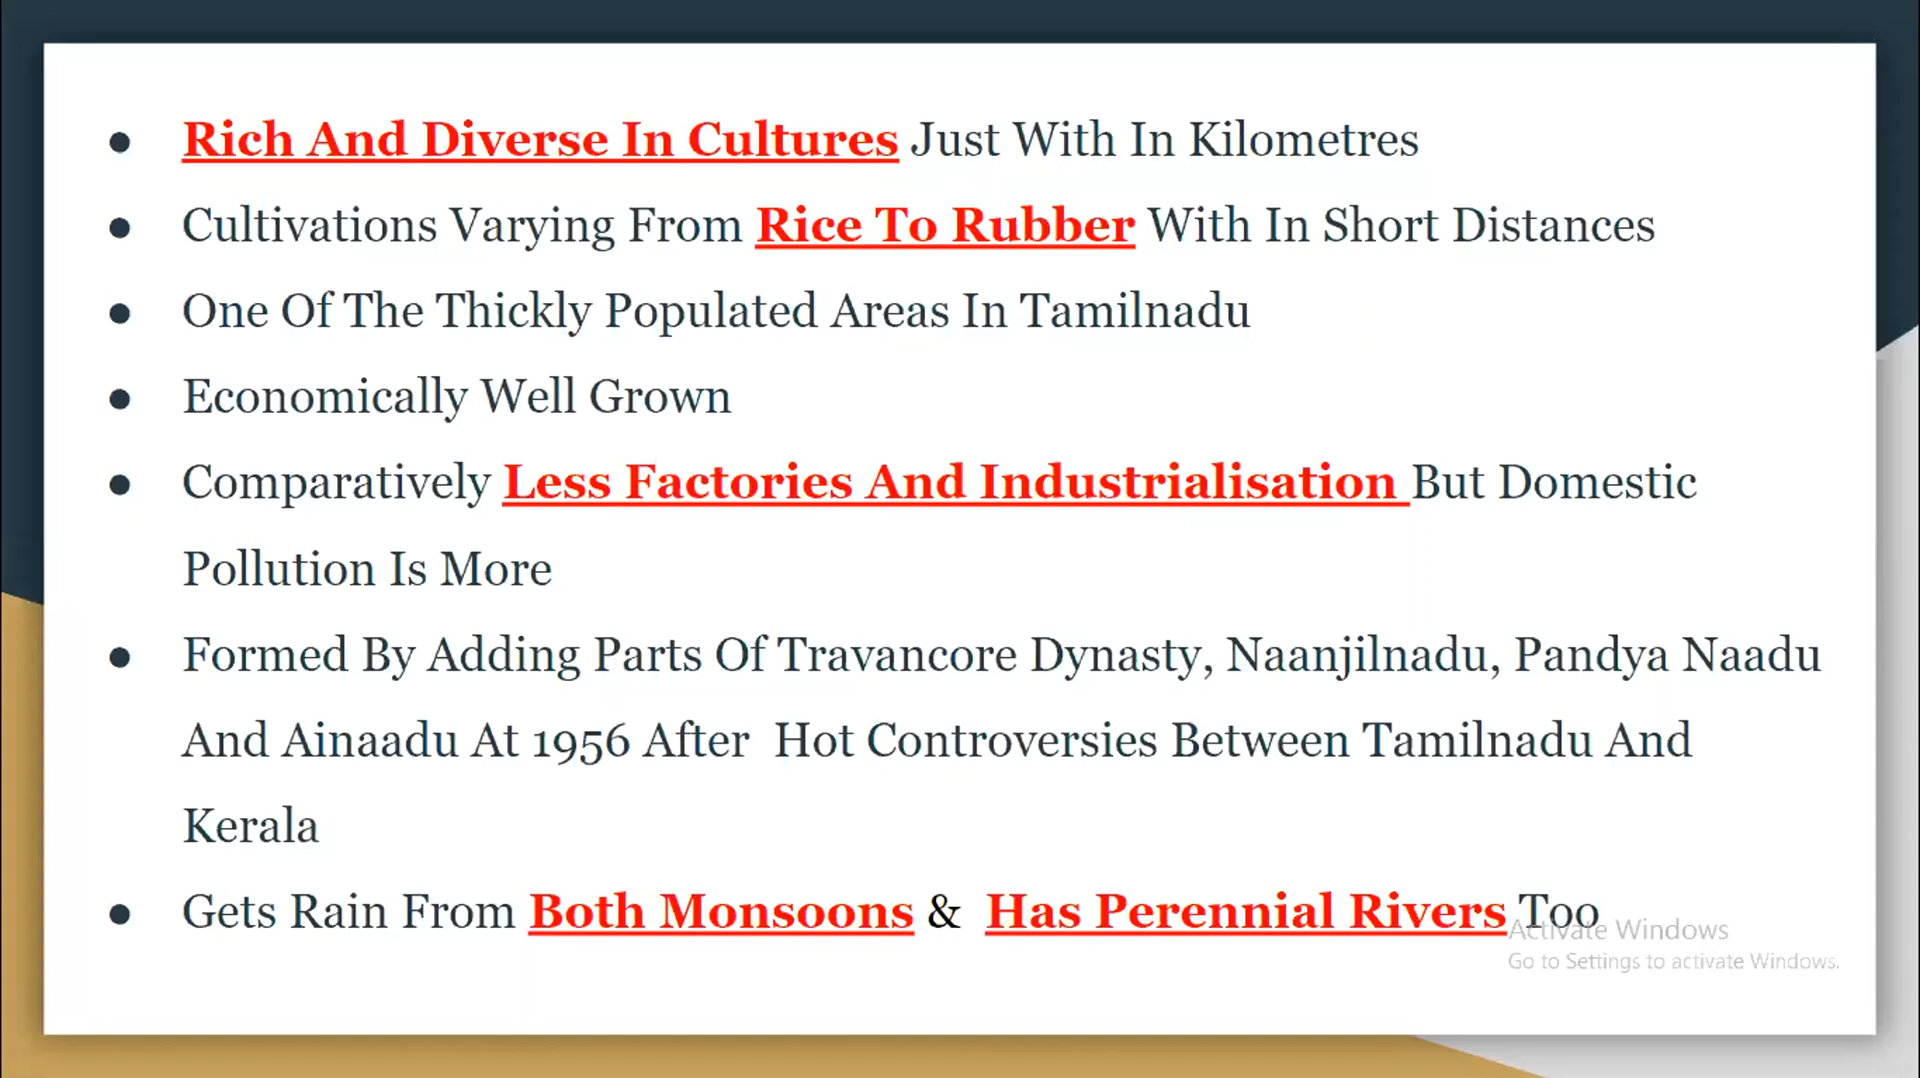 ● Rich And Diverse In Cultures Just With In Kilometres
● Cultivations Varying From Rice To Rubber With In Short Distances
● One Of The Thickly Populated Areas In Tamilnadu
● Economically Well Grown
● Comparatively Less Factories And Industrialisation But Domestic
Pollution Is More
● Formed By Adding Parts Of Travancore Dynasty, Naanjilnadu, Pandya Naadu
And Ainaadu At 1956 After  Hot Controversies Between Tamilnadu And
Kerala
● Gets Rain From Both Monsoons &  Has Perennial Rivers Too
Activate Windows
Go to Settings to activate Windows.